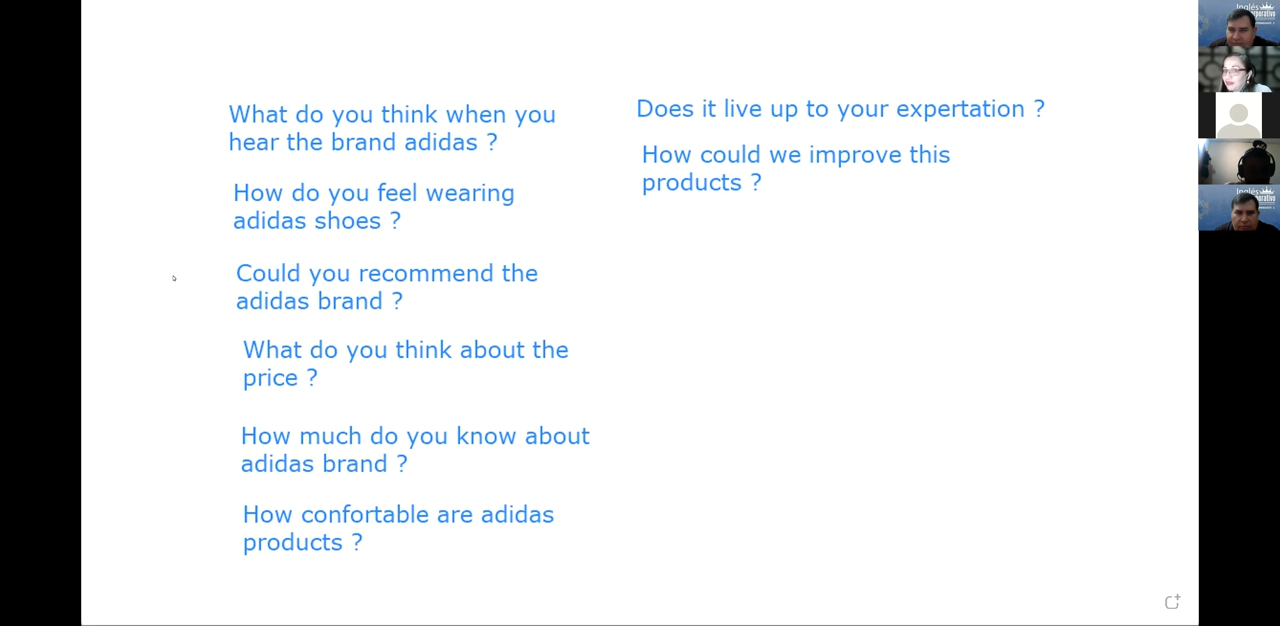 What do you think when you
hear the brand adidas ?
How do you feel wearing
adidas shoes ?
Could you recommend the
adidas brand ?
What do you think about the
price ?
How much do you know about
adidas brand ?
How confortable are adidas
products ?
Does it live up to your expertation ?
How could we improve this
products ?
Inglés
Inglés